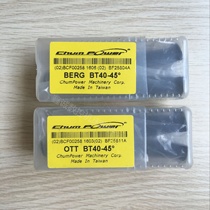 Chum Power
BERG BT40-45°
ChumPower Machinery Corp.
Made In Taiwan
Chum Power
OTT BT40-45°
ChumPower Machinery Corp.
Made In Taiwan